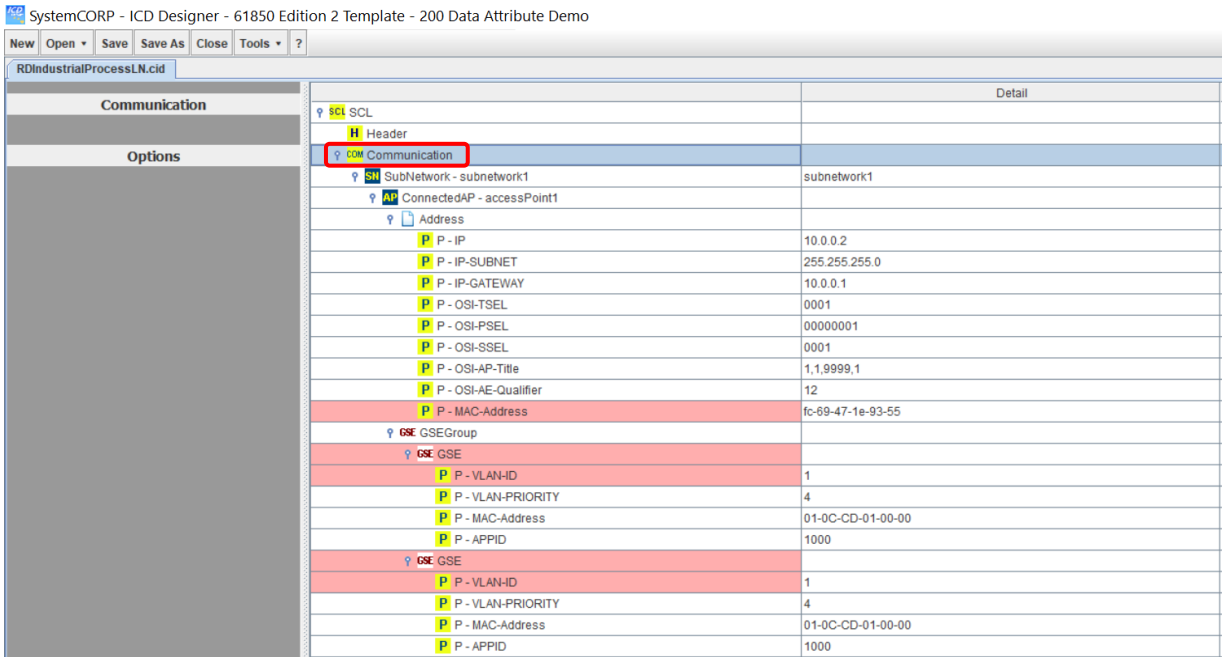 SystemCORP - ICD Designer - 61850 Edition 2 Template - 200 Data Attribute Demo
New Open Save Save As Close Tools ?
RDIndustrialProcessLN.cid
Communication
Options
Detail
SCL SCL
H Header
COM Communication
SN SubNetwork - subnetwork1 subnetwork1
AP ConnectedAP - accessPoint1
Address
P P - IP 10.0.0.2
P P - IP-SUBNET 255.255.255.0
P P - IP-GATEWAY 10.0.0.1
P P - OSI-TSEL 0001
P P - OSI-PSEL 00000001
P P - OSI-SSEL 0001
P P - OSI-AP-Title 1,1,9999,1
P P - OSI-AE-Qualifier 12
P P - MAC-Address fc-69-47-1e-93-55
GSE GSEGroup
GSE GSE
P P - VLAN-ID 1
P P - VLAN-PRIORITY 4
P P - MAC-Address 01-0C-CD-01-00-00
P P - APPID 1000
GSE GSE
P P - VLAN-ID 1
P P - VLAN-PRIORITY 4
P P - MAC-Address 01-0C-CD-01-00-00
P P - APPID 1000